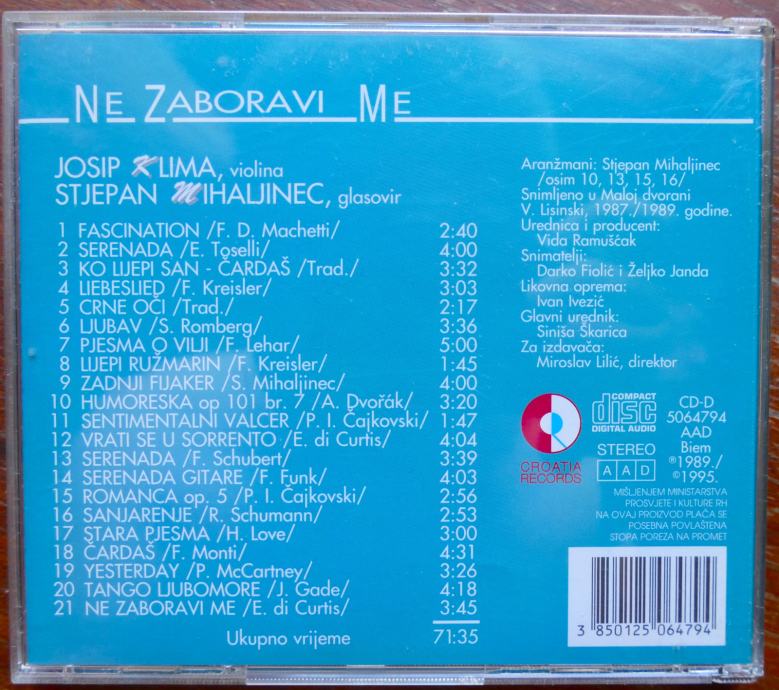 NE ZABORAVI ME
JOSIP KLIMA, violina
STJEPAN MIHALJINEC, glasovir
1 FASCINATION /F. D. Machetti/ 2:40
2 SERENADA /E. Toselli/ 4:00
3 KO LIJEPI SAN - ČARDAŠ /Trad./ 3:32
4 LIEBESLIED /F. Kreisler/ 3:03
5 CRNE OČI /Trad./ 2:17
6 LJUBAV /S. Romberg/ 3:36
7 PJESMA O VILJI /F. Lehar/ 5:00
8 LIJEPI RUŽMARIN /F. Kreisler/ 1:45
9 ZADNJI FIJAKER /S. Mihaljinec/ 4:00
10 HUMORESKA op 101 br. 7 /A. Dvořák/ 3:20
11 SENTIMENTALNI VALCER /P. I. Čajkovski/ 1:47
12 VRATI SE U SORRENTO /E. di Curtis/ 4:04
13 SERENADA /F. Schubert/ 3:39
14 SERENADA GITARE /F. Funk/ 4:03
15 ROMANCA op. 5 /P. I. Čajkovski/ 2:56
16 SANJARENJE /R. Schumann/ 2:53
17 STARA PJESMA /H. Love/ 3:00
18 ČARDAŠ /F. Monti/ 4:31
19 YESTERDAY /P. McCartney/ 3:26
20 TANGO LJUBOMORE /J. Gade/ 4:18
21 NE ZABORAVI ME /E. di Curtis/ 3:45
Ukupno vrijeme 71:35
Aranžmani: Stjepan Mihaljinec
/osim 10, 13, 15, 16/
Snimljeno u Maloj dvorani
V. Lisinski, 1987./1989. godine.
Urednica i producent:
Vida Ramušćak
Snimatelji:
Darko Fiolić i Željko Janda
Likovna oprema:
Ivan Ivezić
Glavni urednik:
Siniša Škarica
Za izdavača:
Miroslav Lilić, direktor
CROATIA
RECORDS
COMPACT
disc
DIGITAL AUDIO
STEREO
A A D
CD-D
5064794
AAD
Biem
℗1989./
©1995.
MIŠLJENJEM MINISTARSTVA
PROSVJETE I KULTURE RH
NA OVAJ PROIZVOD PLAĆA SE
POSEBNA POVLAŠTENA
STOPA POREZA NA PROMET
3 850125 064794